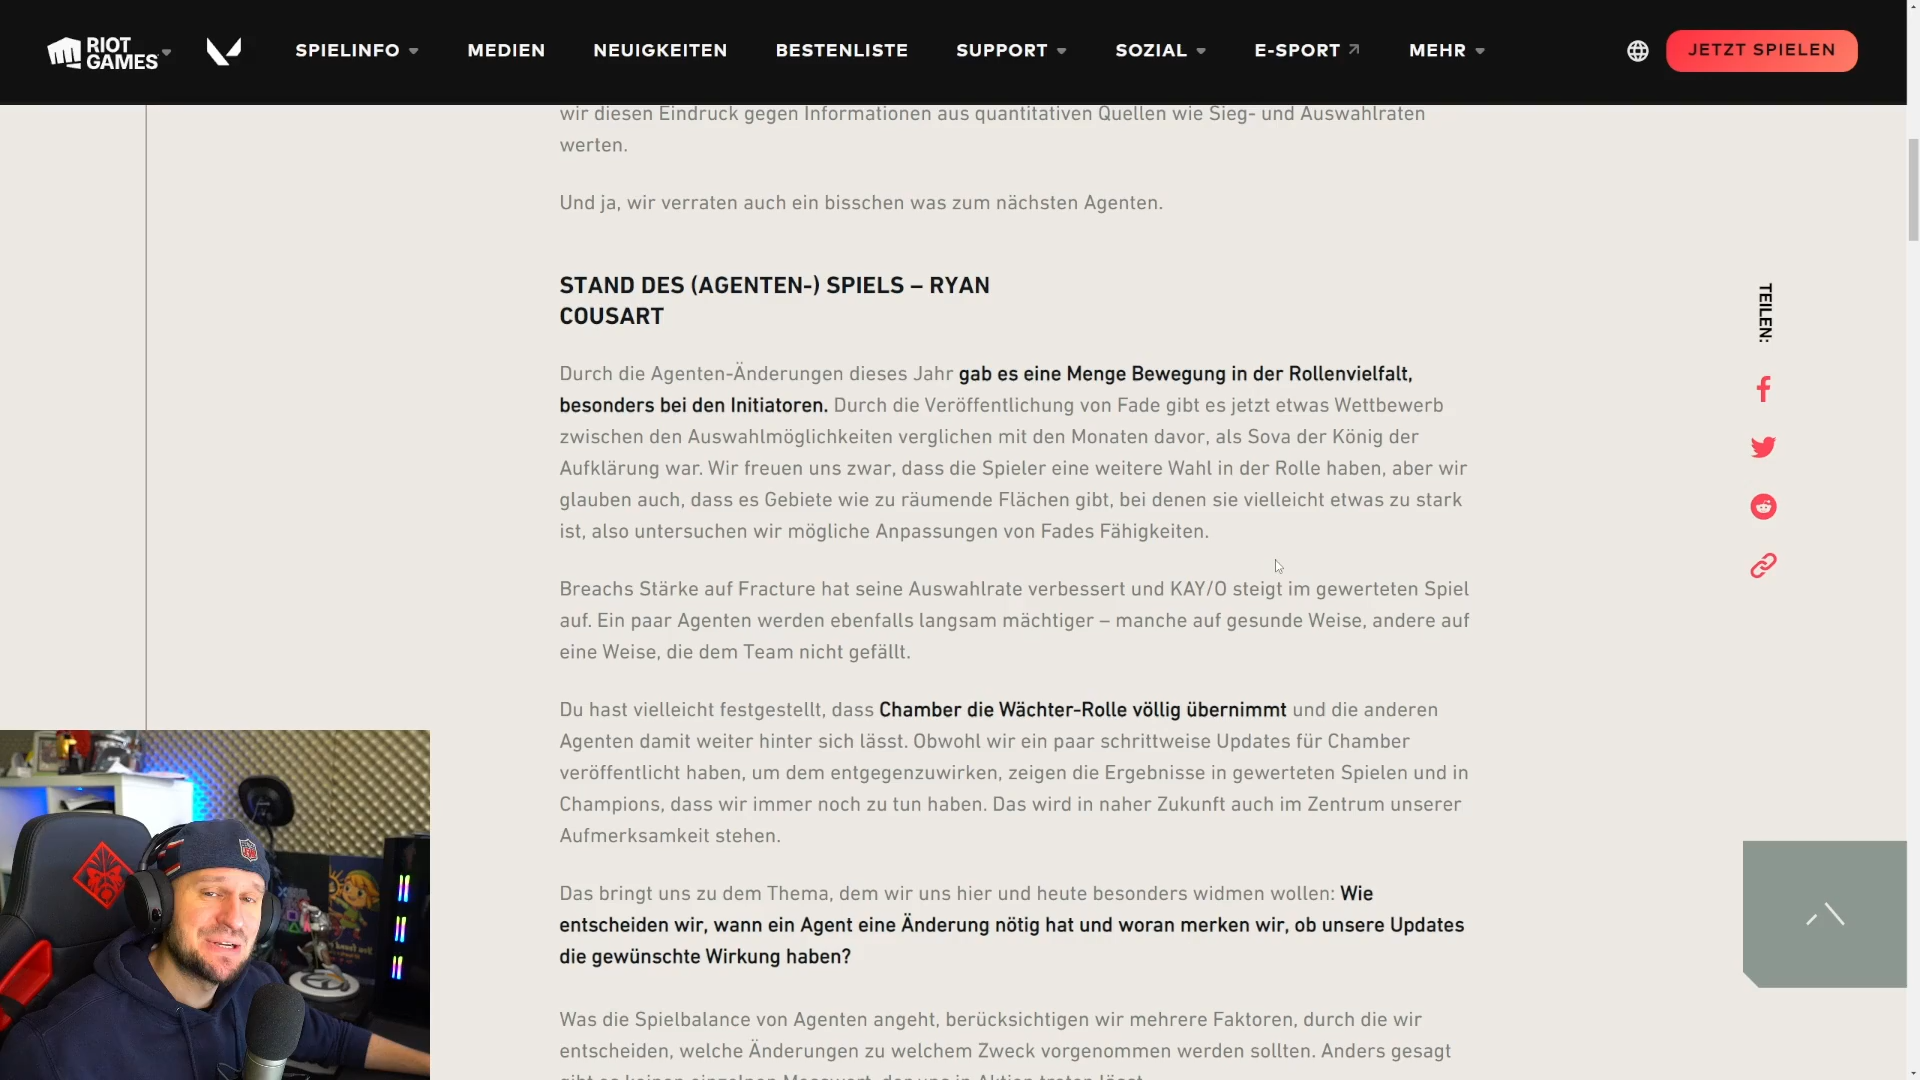 RIOT
GAMES
SPIELINFO
MEDIEN
NEUIGKEITEN
BESTENLISTE
SUPPORT
SOZIAL
E-SPORT
MEHR
JETZT SPIELEN
wir diesen Eindruck gegen Informationen aus quantitativen Quellen wie Sieg- und Auswahlraten
werten.
Und ja, wir verraten auch ein bisschen was zum nächsten Agenten.
STAND DES (AGENTEN-) SPIELS – RYAN
COUSART
Durch die Agenten-Änderungen dieses Jahr gab es eine Menge Bewegung in der Rollenvielfalt,
besonders bei den Initiatoren. Durch die Veröffentlichung von Fade gibt es jetzt etwas Wettbewerb
zwischen den Auswahlmöglichkeiten verglichen mit den Monaten davor, als Sova der König der
Aufklärung war. Wir freuen uns zwar, dass die Spieler eine weitere Wahl in der Rolle haben, aber wir
glauben auch, dass es Gebiete wie zu räumende Flächen gibt, bei denen sie vielleicht etwas zu stark
ist, also untersuchen wir mögliche Anpassungen von Fades Fähigkeiten.
Breachs Stärke auf Fracture hat seine Auswahlrate verbessert und KAY/O steigt im gewerteten Spiel
auf. Ein paar Agenten werden ebenfalls langsam mächtiger – manche auf gesunde Weise, andere auf
eine Weise, die dem Team nicht gefällt.
Du hast vielleicht festgestellt, dass Chamber die Wächter-Rolle völlig übernimmt und die anderen
Agenten damit weiter hinter sich lässt. Obwohl wir ein paar schrittweise Updates für Chamber
veröffentlicht haben, um dem entgegenzuwirken, zeigen die Ergebnisse in gewerteten Spielen und in
Champions, dass wir immer noch zu tun haben. Das wird in naher Zukunft auch im Zentrum unserer
Aufmerksamkeit stehen.
Das bringt uns zu dem Thema, dem wir uns hier und heute besonders widmen wollen: Wie
entscheiden wir, wann ein Agent eine Änderung nötig hat und woran merken wir, ob unsere Updates
die gewünschte Wirkung haben?
Was die Spielbalance von Agenten angeht, berücksichtigen wir mehrere Faktoren, durch die wir
entscheiden, welche Änderungen zu welchem Zweck vorgenommen werden sollten. Anders gesagt
TEILEN:
NFL